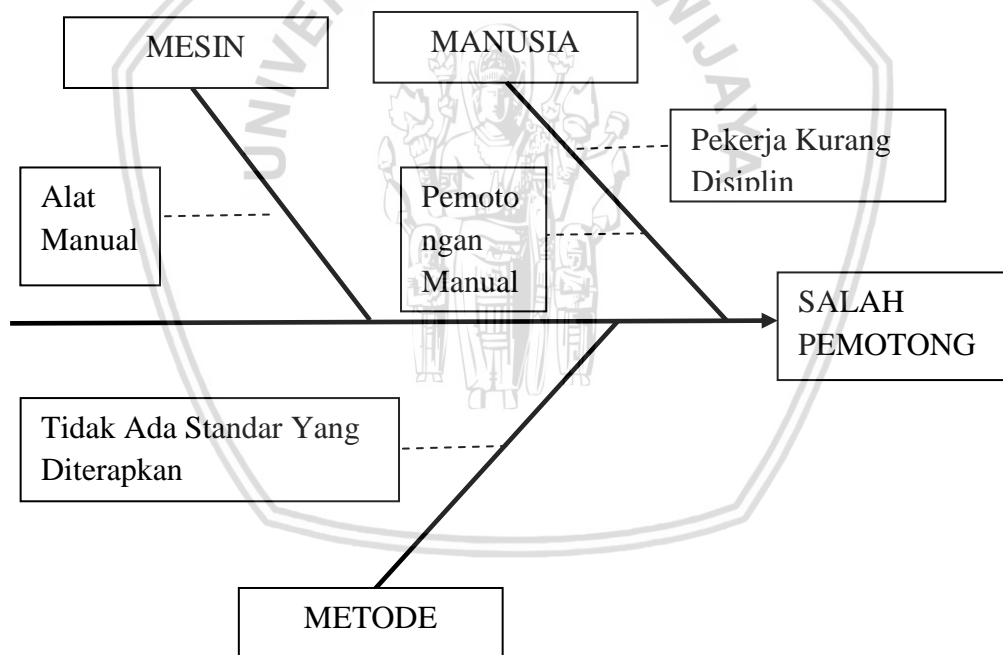 MESIN
MANUSIA
Pekerja Kurang
Disiplin
Alat
Manual
Pemoto
ngan
Manual
SALAH
PEMOTONG
Tidak Ada Standar Yang
Diterapkan
METODE